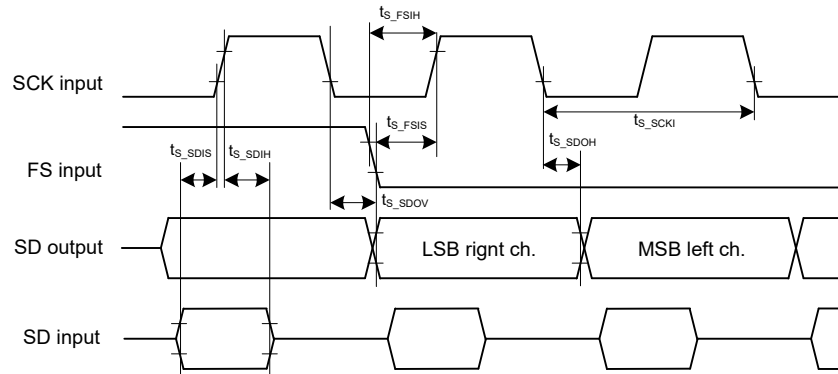 tS_FSIH
SCK input
tS_FSIS
tS_SCKI
tS_SDIS
tS_SDIH
tS_SDOH
FS input
tS_SDOV
SD output
LSB rignt ch.
MSB left ch.
SD input